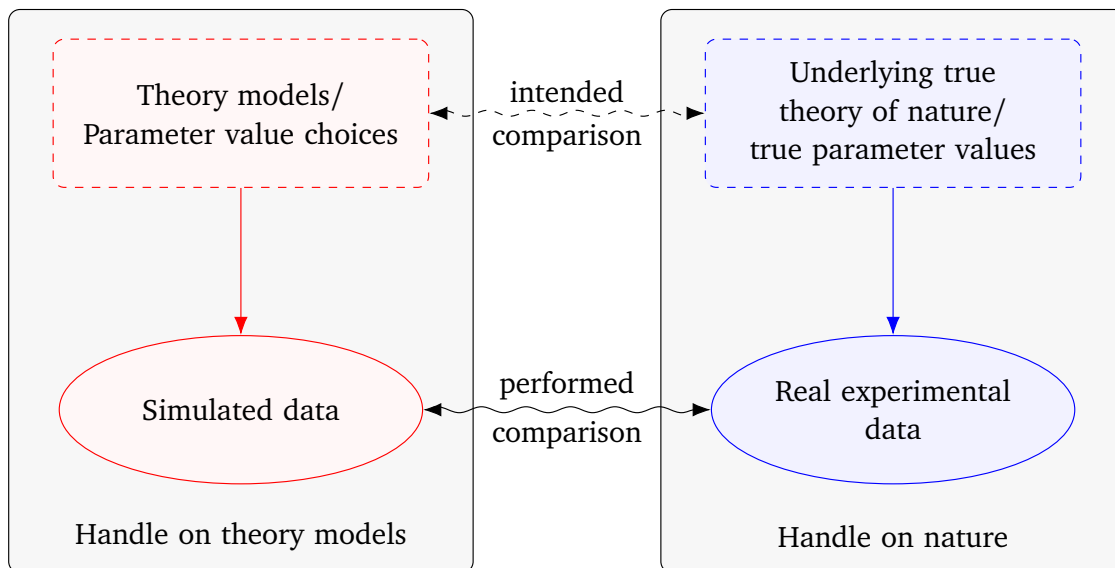 Theory models/
Parameter value choices
intended
comparison
Underlying true
theory of nature/
true parameter values
Simulated data
performed
comparison
Real experimental
data
Handle on theory models
Handle on nature